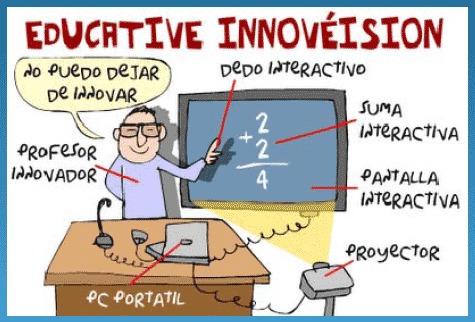 EDUCATIVE INNOVÉISION
NO PUEDO DEJAR
DE INNOVAR
DEDO INTERACTIVO
PROFESOR
INNOVADOR
+2
2
4
SUMA
INTERACTIVA
PANTALLA
INTERACTIVA
PROYECTOR
PC PORTATIL